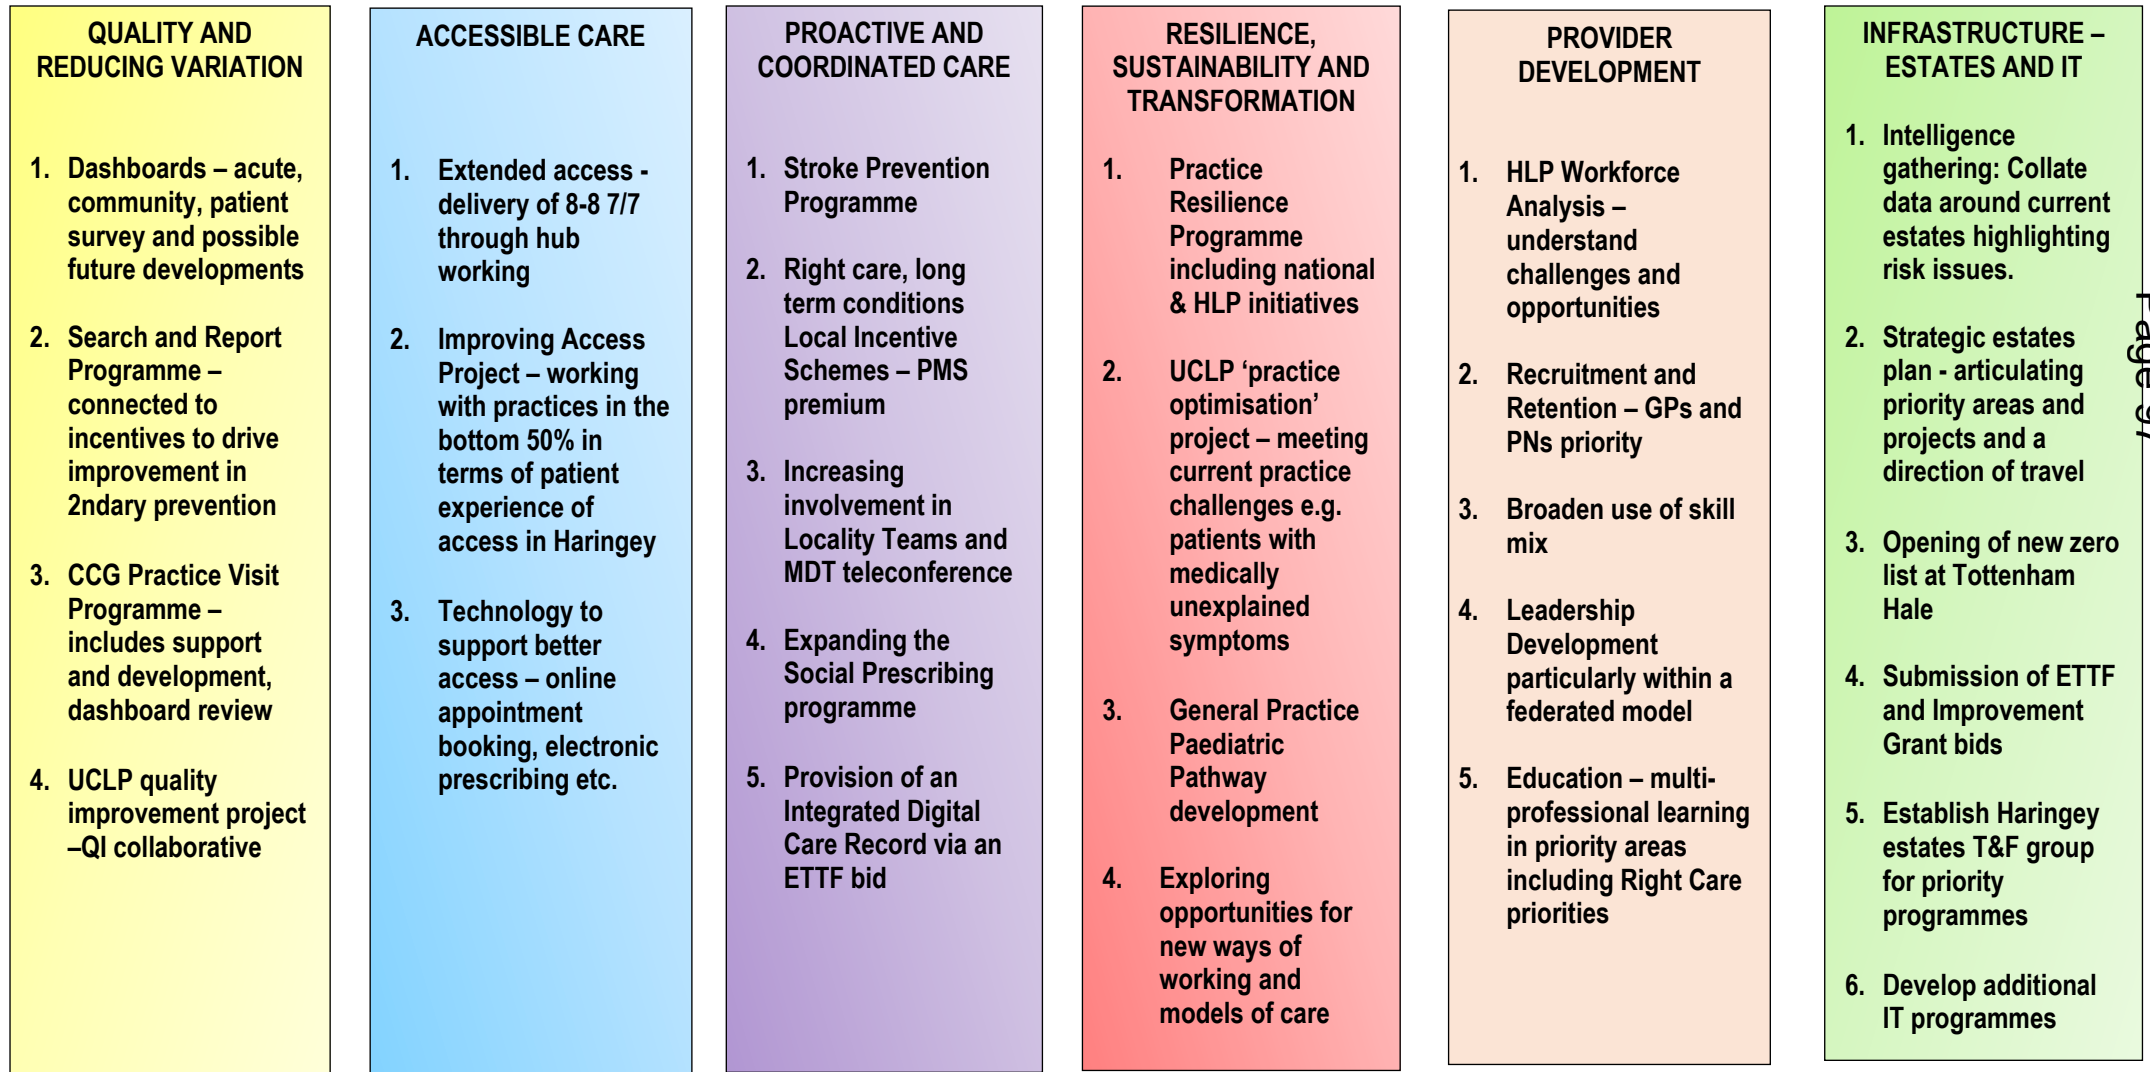 QUALITY AND
REDUCING VARIATION
1. Dashboards – acute,
community, patient
survey and possible
future developments
2. Search and Report
Programme –
connected to
incentives to drive
improvement in
2ndary prevention
3. CCG Practice Visit
Programme –
includes support
and development,
dashboard review
4. UCLP quality
improvement project
–QI collaborative
ACCESSIBLE CARE
1. Extended access -
delivery of 8-8 7/7
through hub
working
2. Improving Access
Project – working
with practices in the
bottom 50% in
terms of patient
experience of
access in Haringey
3. Technology to
support better
access – online
appointment
booking, electronic
prescribing etc.
PROACTIVE AND
COORDINATED CARE
1. Stroke Prevention
Programme
2. Right care, long
term conditions
Local Incentive
Schemes – PMS
premium
3. Increasing
involvement in
Locality Teams and
MDT teleconference
4. Expanding the
Social Prescribing
programme
5. Provision of an
Integrated Digital
Care Record via an
ETTF bid
RESILIENCE,
SUSTAINABILITY AND
TRANSFORMATION
1. Practice
Resilience
Programme
including national
& HLP initiatives
2. UCLP ‘practice
optimisation’
project – meeting
current practice
challenges e.g.
patients with
medically
unexplained
symptoms
3. General Practice
Paediatric
Pathway
development
4. Exploring
opportunities for
new ways of
working and
models of care
PROVIDER
DEVELOPMENT
1. HLP Workforce
Analysis –
understand
challenges and
opportunities
2. Recruitment and
Retention – GPs and
PNs priority
3. Broaden use of skill
mix
4. Leadership
Development
particularly within a
federated model
5. Education – multi-
professional learning
in priority areas
including Right Care
priorities
INFRASTRUCTURE –
ESTATES AND IT
1. Intelligence
gathering: Collate
data around current
estates highlighting
risk issues.
2. Strategic estates
plan - articulating
priority areas and
projects and a
direction of travel
3. Opening of new zero
list at Tottenham
Hale
4. Submission of ETTF
and Improvement
Grant bids
5. Establish Haringey
estates T&F group
for priority
programmes
6. Develop additional
IT programmes
Page